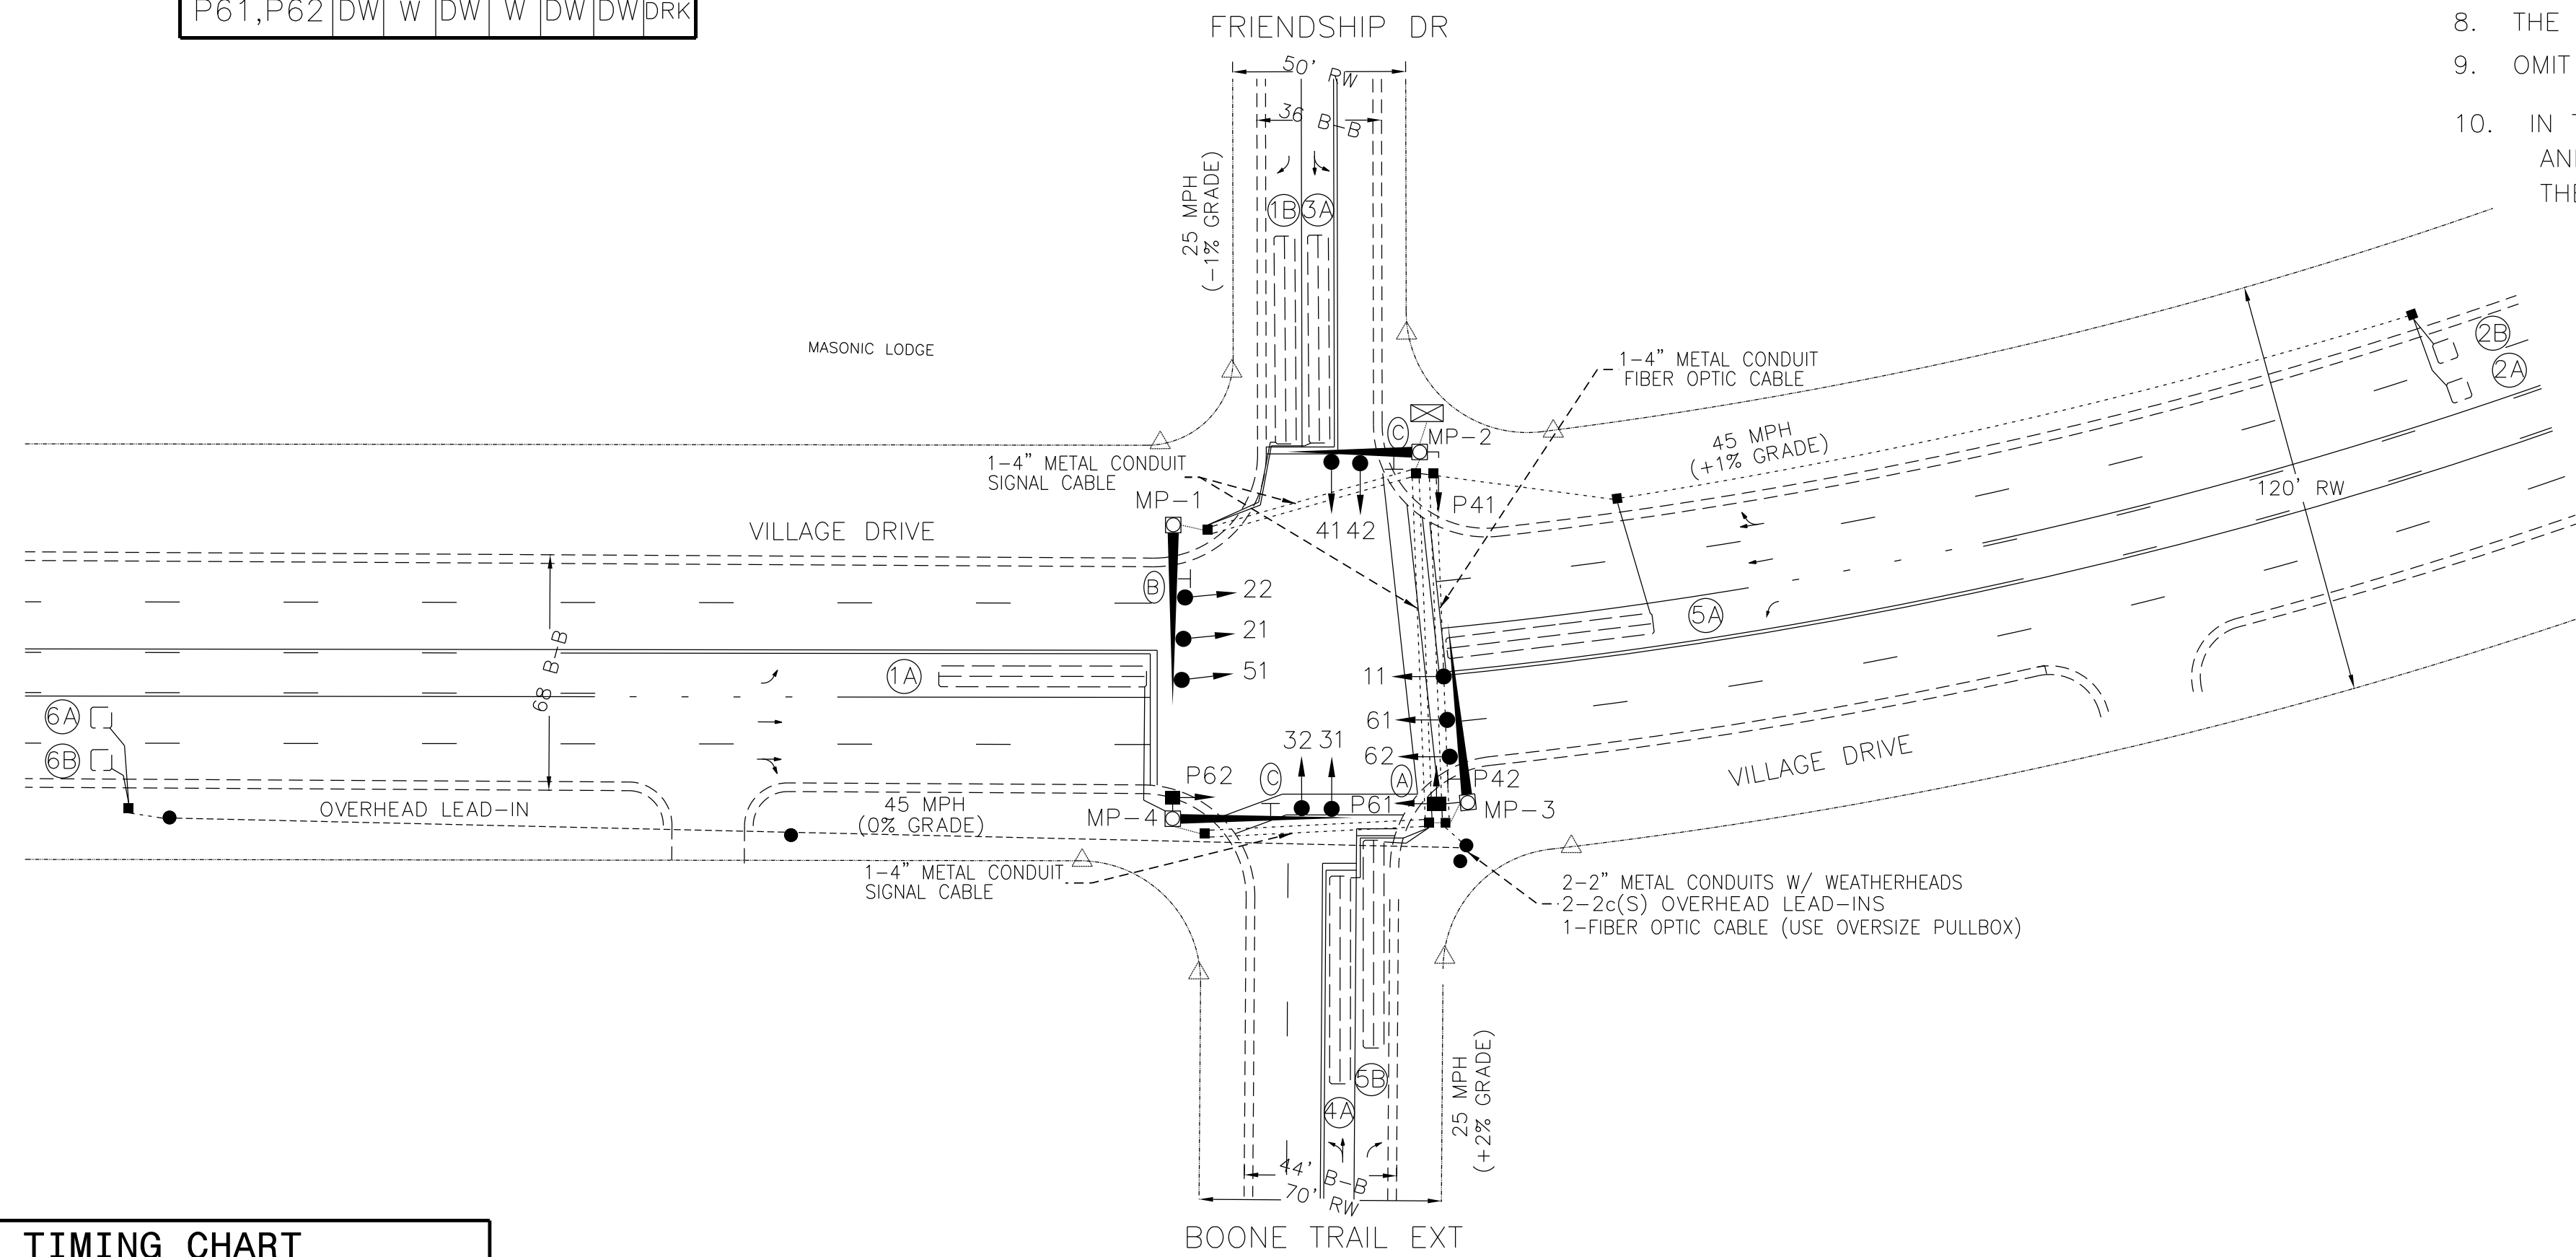 P61,P62 DW W DW W DW DW DRK
FRIENDSHIP DR
50' RW
36 B-B
8. THE
9. OMIT
10. IN
THE
25 MPH
(-1% GRADE)
1B 3A
MASONIC LODGE
1-4" METAL CONDUIT
FIBER OPTIC CABLE
2B
2A
C MP-2
45 MPH
(+1% GRADE)
1-4" METAL CONDUIT
SIGNAL CABLE
MP-1
P41
120' RW
VILLAGE DRIVE
41 42
B
22
21
51
5A
68 B-B
1A
11
6A
6B
61
62
32 31
P62
C
A
P42
P61
MP-3
MP-4
VILLAGE DRIVE
OVERHEAD LEAD-IN
45 MPH
(0% GRADE)
1-4" METAL CONDUIT
SIGNAL CABLE
2-2" METAL CONDUITS W/ WEATHERHEADS
2-2c(S) OVERHEAD LEAD-INS
1-FIBER OPTIC CABLE (USE OVERSIZE PULLBOX)
5B
4A
25 MPH
(+2% GRADE)
44' B-B
70' RW
BOONE TRAIL EXT
TIMING CHART